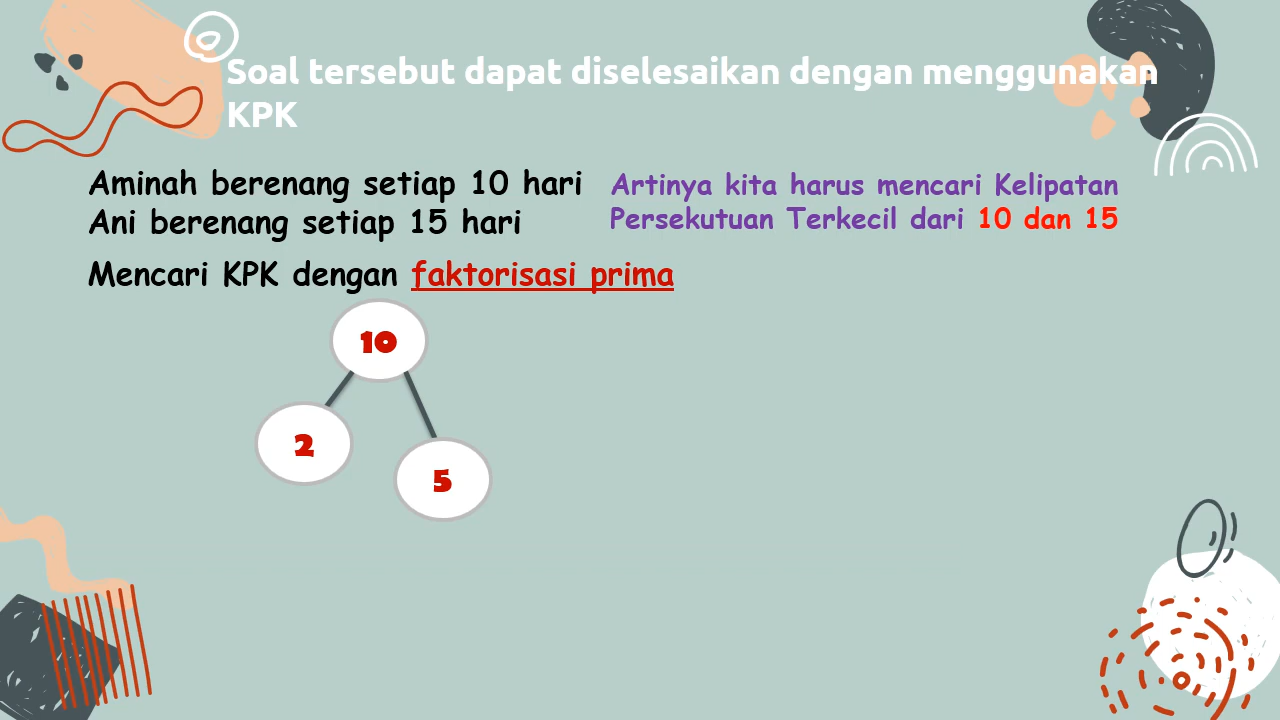 Soal tersebut dapat diselesaikan dengan menggunakan
KPK
Aminah berenang setiap 10 hari
Ani berenang setiap 15 hari
Artinya kita harus mencari Kelipatan
Persekutuan Terkecil dari 10 dan 15
Mencari KPK dengan faktorisasi prima
10
2
5